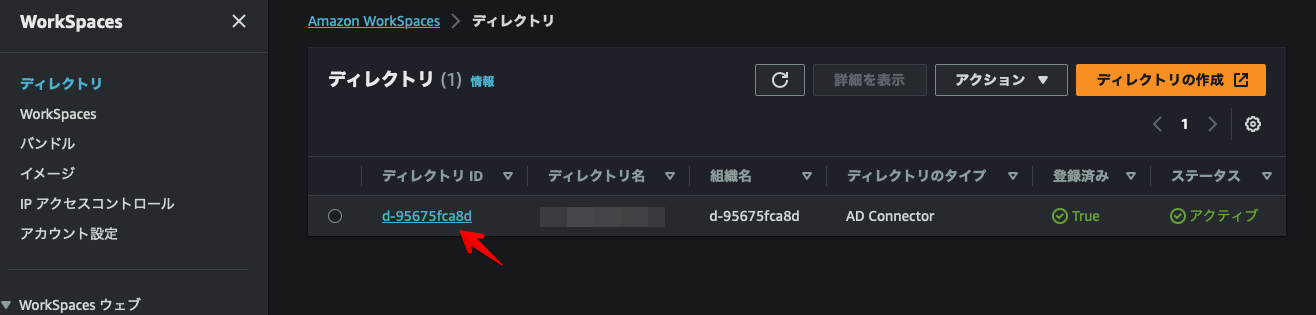 WorkSpaces
ディレクトリ
WorkSpaces
バンドル
イメージ
IP アクセスコントロール
アカウント設定
WorkSpaces ウェブ
Amazon WorkSpaces ディレクトリ
ディレクトリ (1) 情報
詳細を表示 アクション ディレクトリの作成
1
ディレクトリ ID ディレクトリ名 組織名 ディレクトリのタイプ 登録済み ステータス
d-95675fca8d d-95675fca8d AD Connector True アクティブ